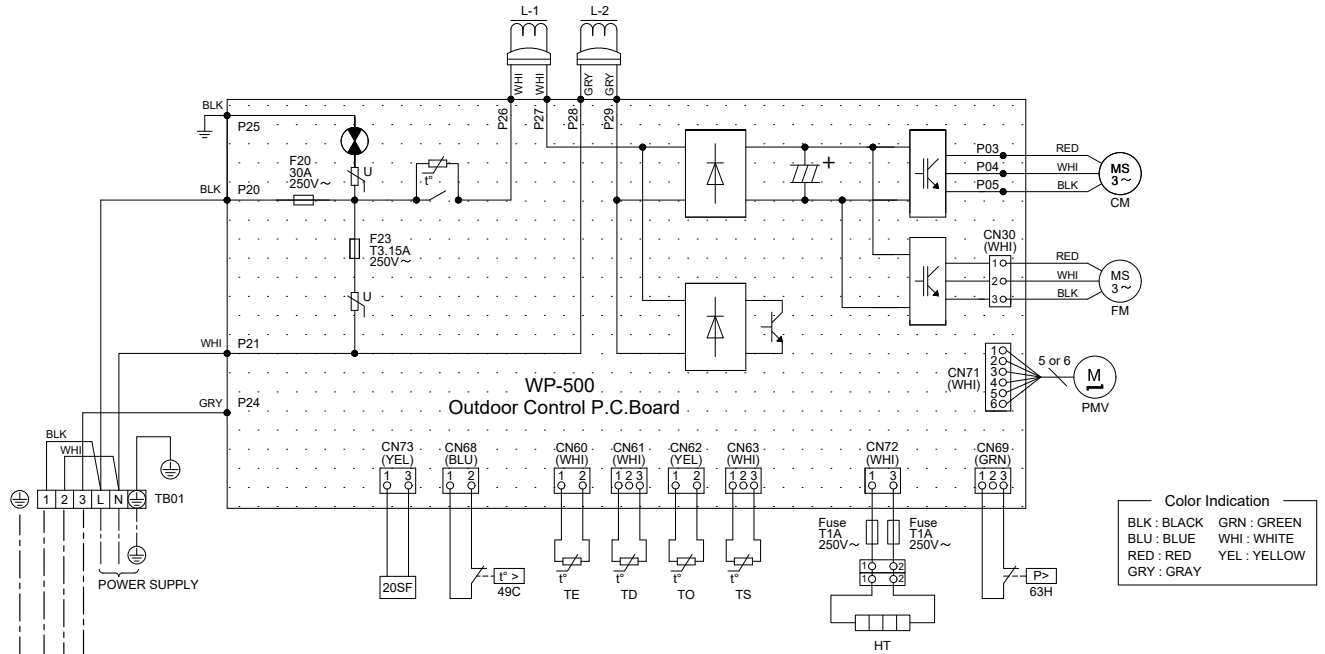 L-1
L-2
WHI
WHI
GRY
GRY
BLK
P25
P26
P27
P28
P29
F20
30A
250V~
U
t°
BLK
P20
F23
T3.15A
250V~
U
WHI
P21
GRY
P24
+
P03
RED
P04
WHI
P05
BLK
MS
3~
CM
CN30
(WHI)
1
2
3
RED
WHI
BLK
MS
3~
FM
CN71
(WHI)
1
2
3
4
5
6
5 or 6
M
PMV
WP-500
Outdoor Control P.C.Board
BLK
WHI
1 2 3 L N
TB01
POWER SUPPLY
CN73
(YEL)
1 3
20SF
CN68
(BLU)
1 2
t° >
49C
CN60
(WHI)
1 2
t°
TE
CN61
(WHI)
1 2 3
t°
TD
CN62
(YEL)
1 2
t°
TO
CN63
(WHI)
1 2 3
t°
TS
CN72
(WHI)
1 3
Fuse
T1A
250V~
Fuse
T1A
250V~
1 2
1 2
HT
CN69
(GRN)
1 2 3
P>
63H
Color Indication
BLK : BLACK GRN : GREEN
BLU : BLUE WHI : WHITE
RED : RED YEL : YELLOW
GRY : GRAY